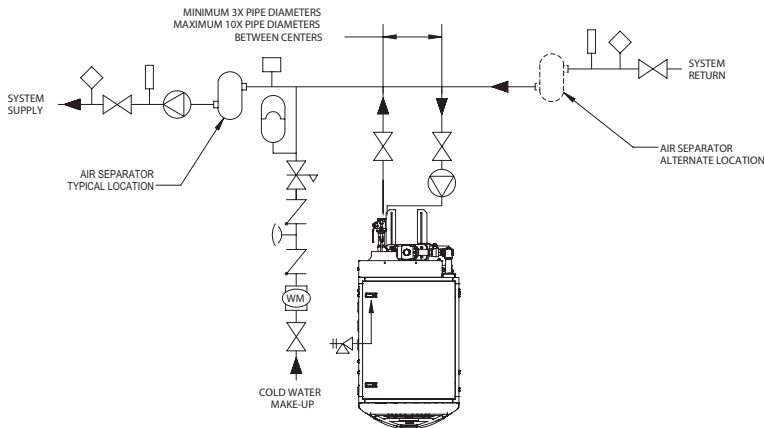 MINIMUM 3X PIPE DIAMETERS
MAXIMUM 10X PIPE DIAMETERS
BETWEEN CENTERS
SYSTEM
RETURN
SYSTEM
SUPPLY
AIR SEPARATOR
TYPICAL LOCATION
AIR SEPARATOR
ALTERNATE LOCATION
WM
COLD WATER
MAKE-UP